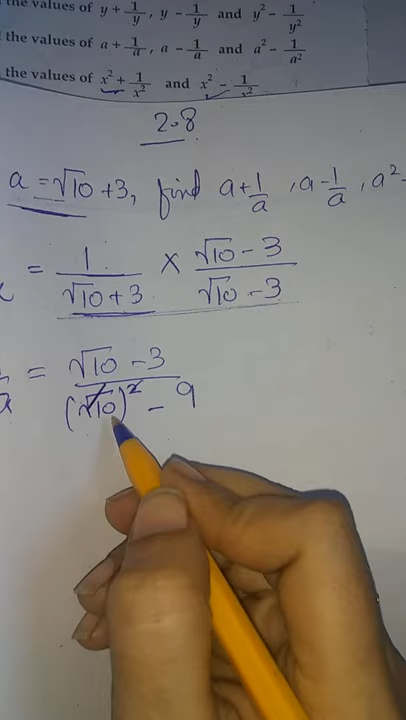 the values of y + 1/y, y − 1/y and y² − 1/y²
the values of a + 1/a, a − 1/a and a² − 1/a²
the values of x² + 1/x² and x² − 1/x²
2.8
a = √10 + 3, find a + 1/a, a − 1/a, a² −
= 1/(√10 + 3) × (√10 − 3)/(√10 − 3)
1/a = (√10 − 3)/((√10)² − 9)